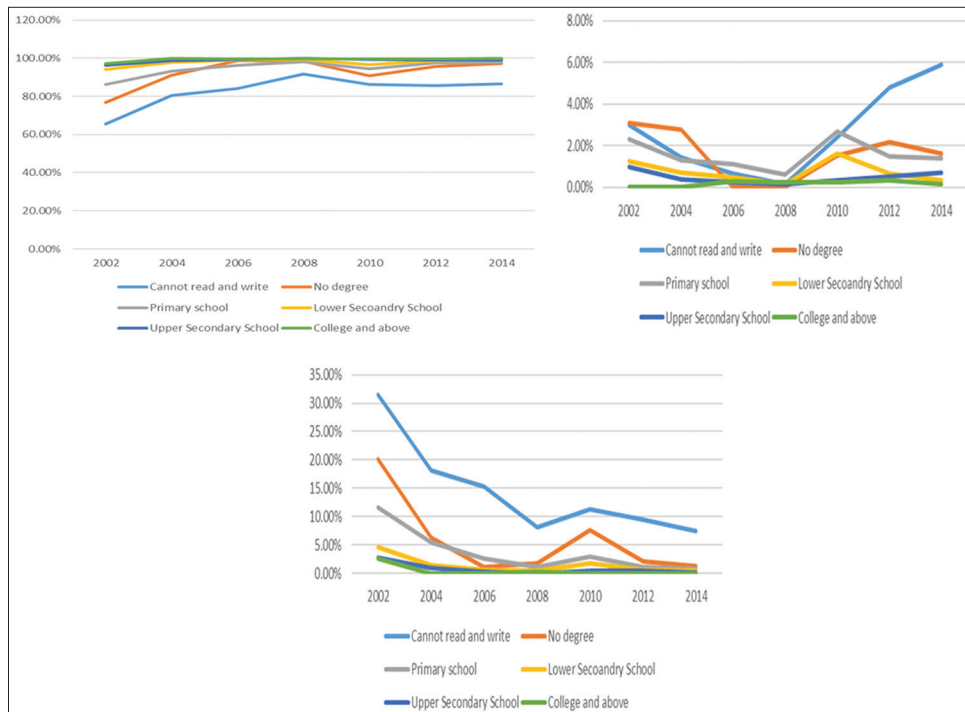 120.00%
100.00%
80.00%
60.00%
40.00%
20.00%
0.00%
2002 2004 2006 2008 2010 2012 2014
Cannot read and write No degree
Primary school Lower Secoandry School
Upper Secondary School College and above
8.00%
6.00%
4.00%
2.00%
0.00%
2002 2004 2006 2008 2010 2012 2014
Cannot read and write No degree
Primary school Lower Secoandry School
Upper Secondary School College and above
35.00%
30.00%
25.00%
20.00%
15.00%
10.00%
5.00%
0.00%
2002 2004 2006 2008 2010 2012 2014
Cannot read and write No degree
Primary school Lower Secoandry School
Upper Secondary School College and above